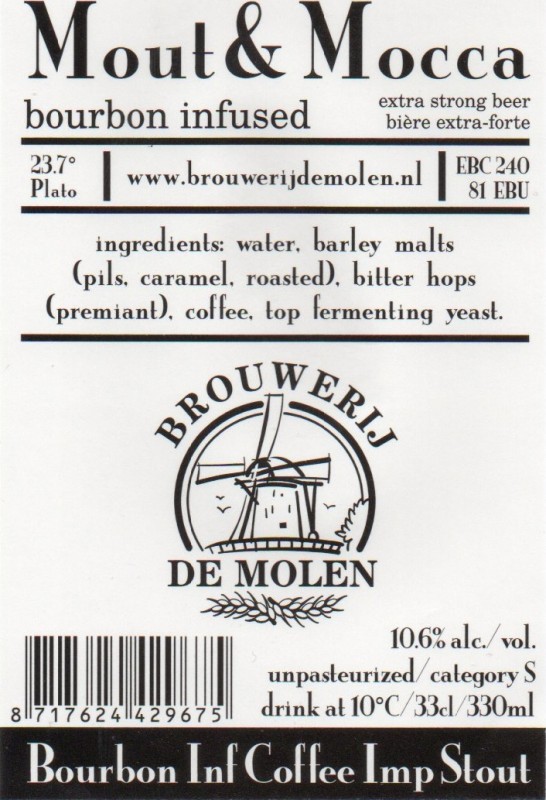 Mout & Mocca
bourbon infused
extra strong beer
bière extra-forte
23.7°
Plato
www.brouwerijdemolen.nl
EBC 240
81 EBU
ingredients: water, barley malts
(pils, caramel, roasted), bitter hops
(premiant), coffee, top fermenting yeast.
BROUWERIJ
DE MOLEN
10.6% alc./vol.
unpasteurized/category S
drink at 10°C/33cl/330ml
8 717624 429675
Bourbon Inf Coffee Imp Stout